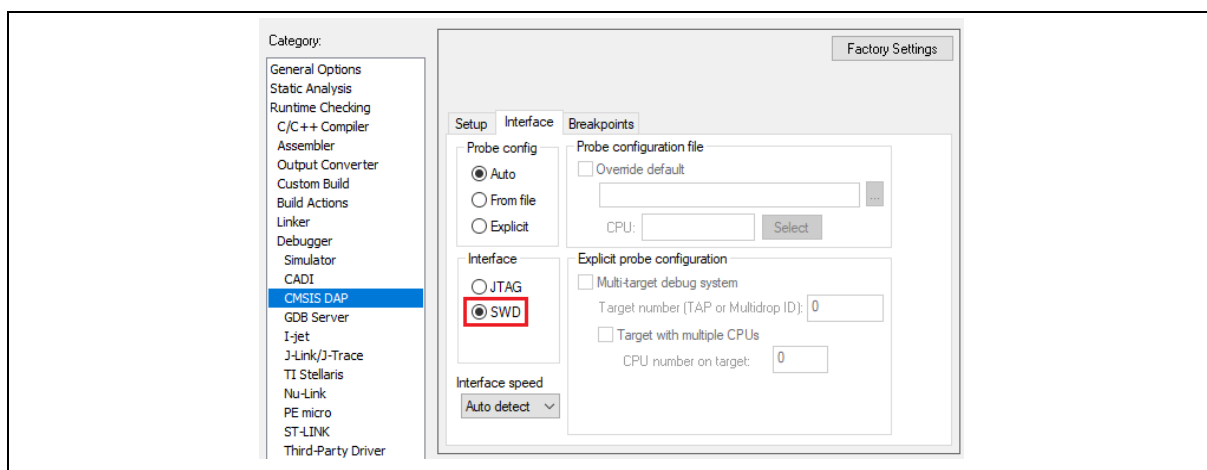 Category:
General Options
Static Analysis
Runtime Checking
C/C++ Compiler
Assembler
Output Converter
Custom Build
Build Actions
Linker
Debugger
Simulator
CADI
CMSIS DAP
GDB Server
I-jet
J-Link/J-Trace
TI Stellaris
Nu-Link
PE micro
ST-LINK
Third-Party Driver
Factory Settings
Setup Interface Breakpoints
Probe config
Auto
From file
Explicit
Probe configuration file
Override default
...
CPU: Select
Interface
JTAG
SWD
Explicit probe configuration
Multi-target debug system
Target number (TAP or Multidrop ID): 0
Target with multiple CPUs
CPU number on target: 0
Interface speed
Auto detect